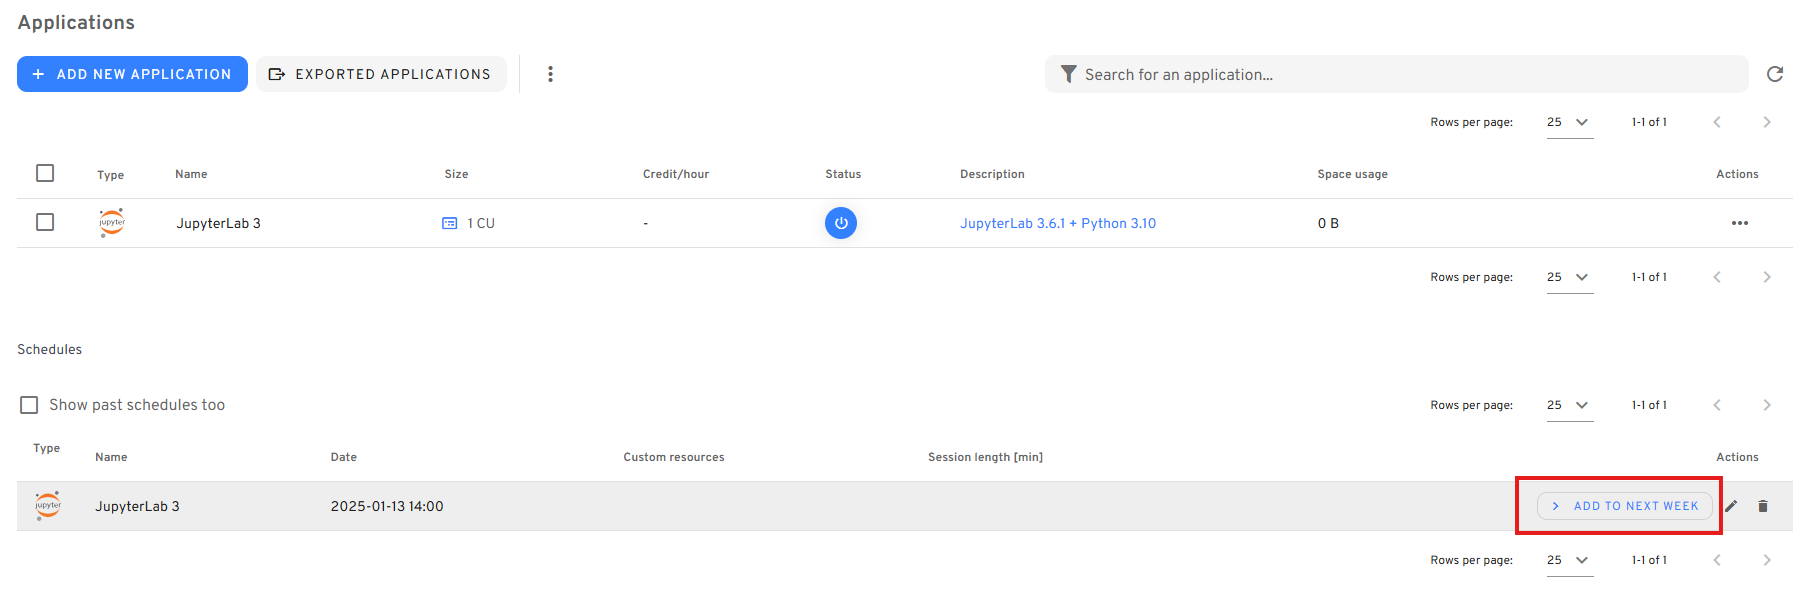 Applications
ADD NEW APPLICATION EXPORTED APPLICATIONS Search for an application...
Rows per page: 25 1-1 of 1
Type Name Size Credit/hour Status Description Space usage Actions
jupyter JupyterLab 3 1 CU - JupyterLab 3.6.1 + Python 3.10 0 B
Rows per page: 25 1-1 of 1
Schedules
Show past schedules too Rows per page: 25 1-1 of 1
Type Name Date Custom resources Session length [min] Actions
jupyter JupyterLab 3 2025-01-13 14:00 ADD TO NEXT WEEK
Rows per page: 25 1-1 of 1